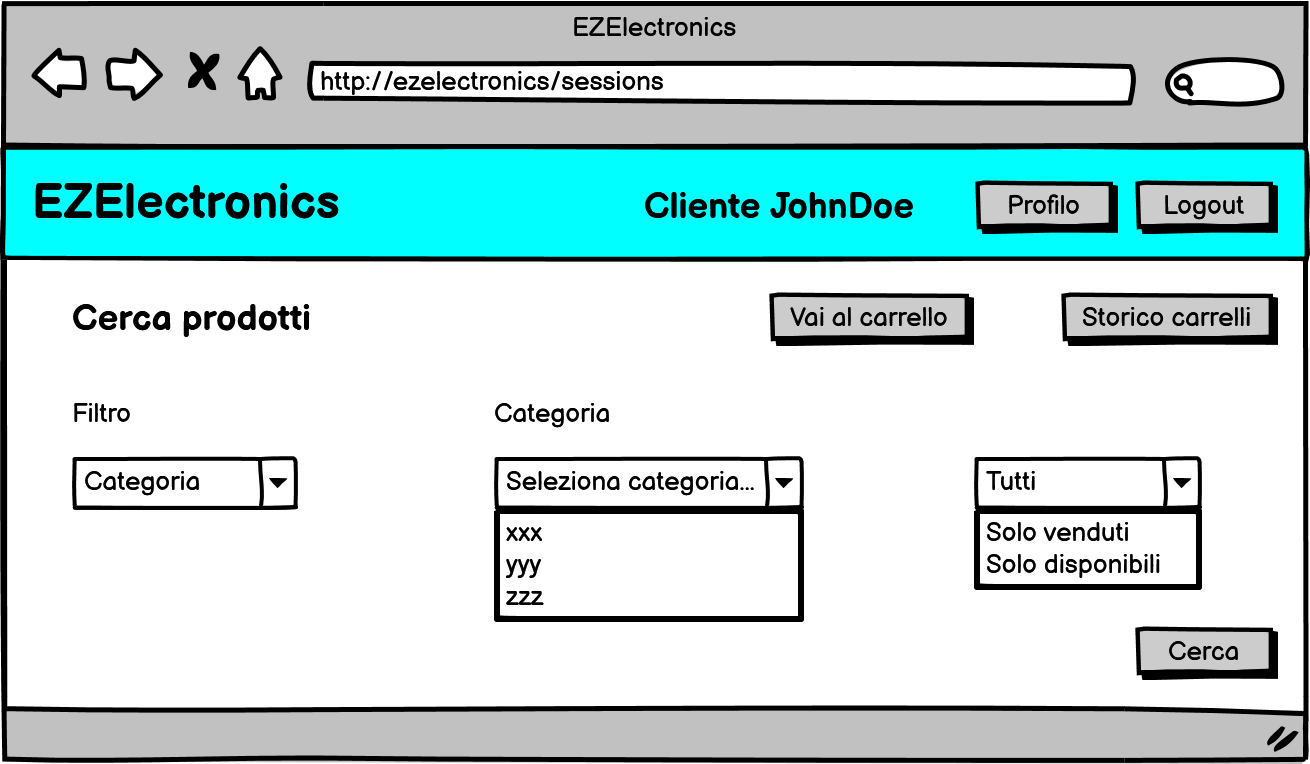 EZElectronics
http://ezelectronics/sessions
EZElectronics
Cliente JohnDoe
Profilo
Logout
Cerca prodotti
Vai al carrello
Storico carrelli
Filtro
Categoria
Categoria
Seleziona categoria...
Tutti
xxx
yyy
zzz
Solo venduti
Solo disponibili
Cerca